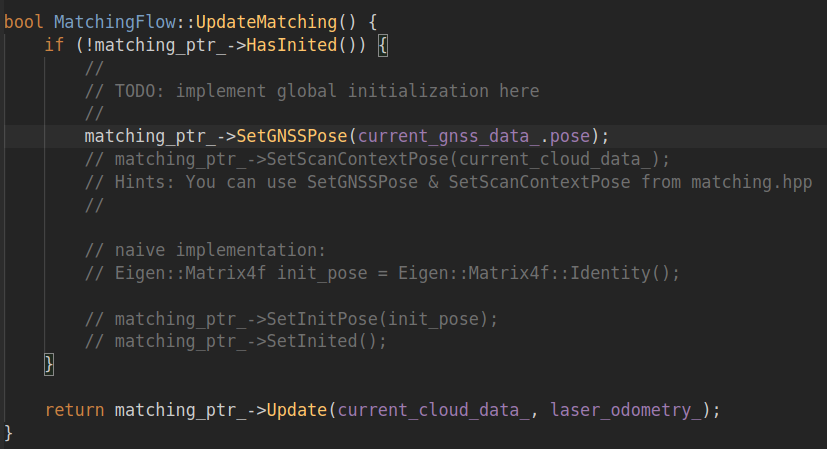 bool MatchingFlow::UpdateMatching() {
    if (!matching_ptr_->HasInited()) {
        //
        // TODO: implement global initialization here
        //
        matching_ptr_->SetGNSSPose(current_gnss_data_.pose);
        // matching_ptr_->SetScanContextPose(current_cloud_data_);
        // Hints: You can use SetGNSSPose & SetScanContextPose from matching.hpp
        //

        // naive implementation:
        // Eigen::Matrix4f init_pose = Eigen::Matrix4f::Identity();

        // matching_ptr_->SetInitPose(init_pose);
        // matching_ptr_->SetInited();
    }

    return matching_ptr_->Update(current_cloud_data_, laser_odometry_);
}